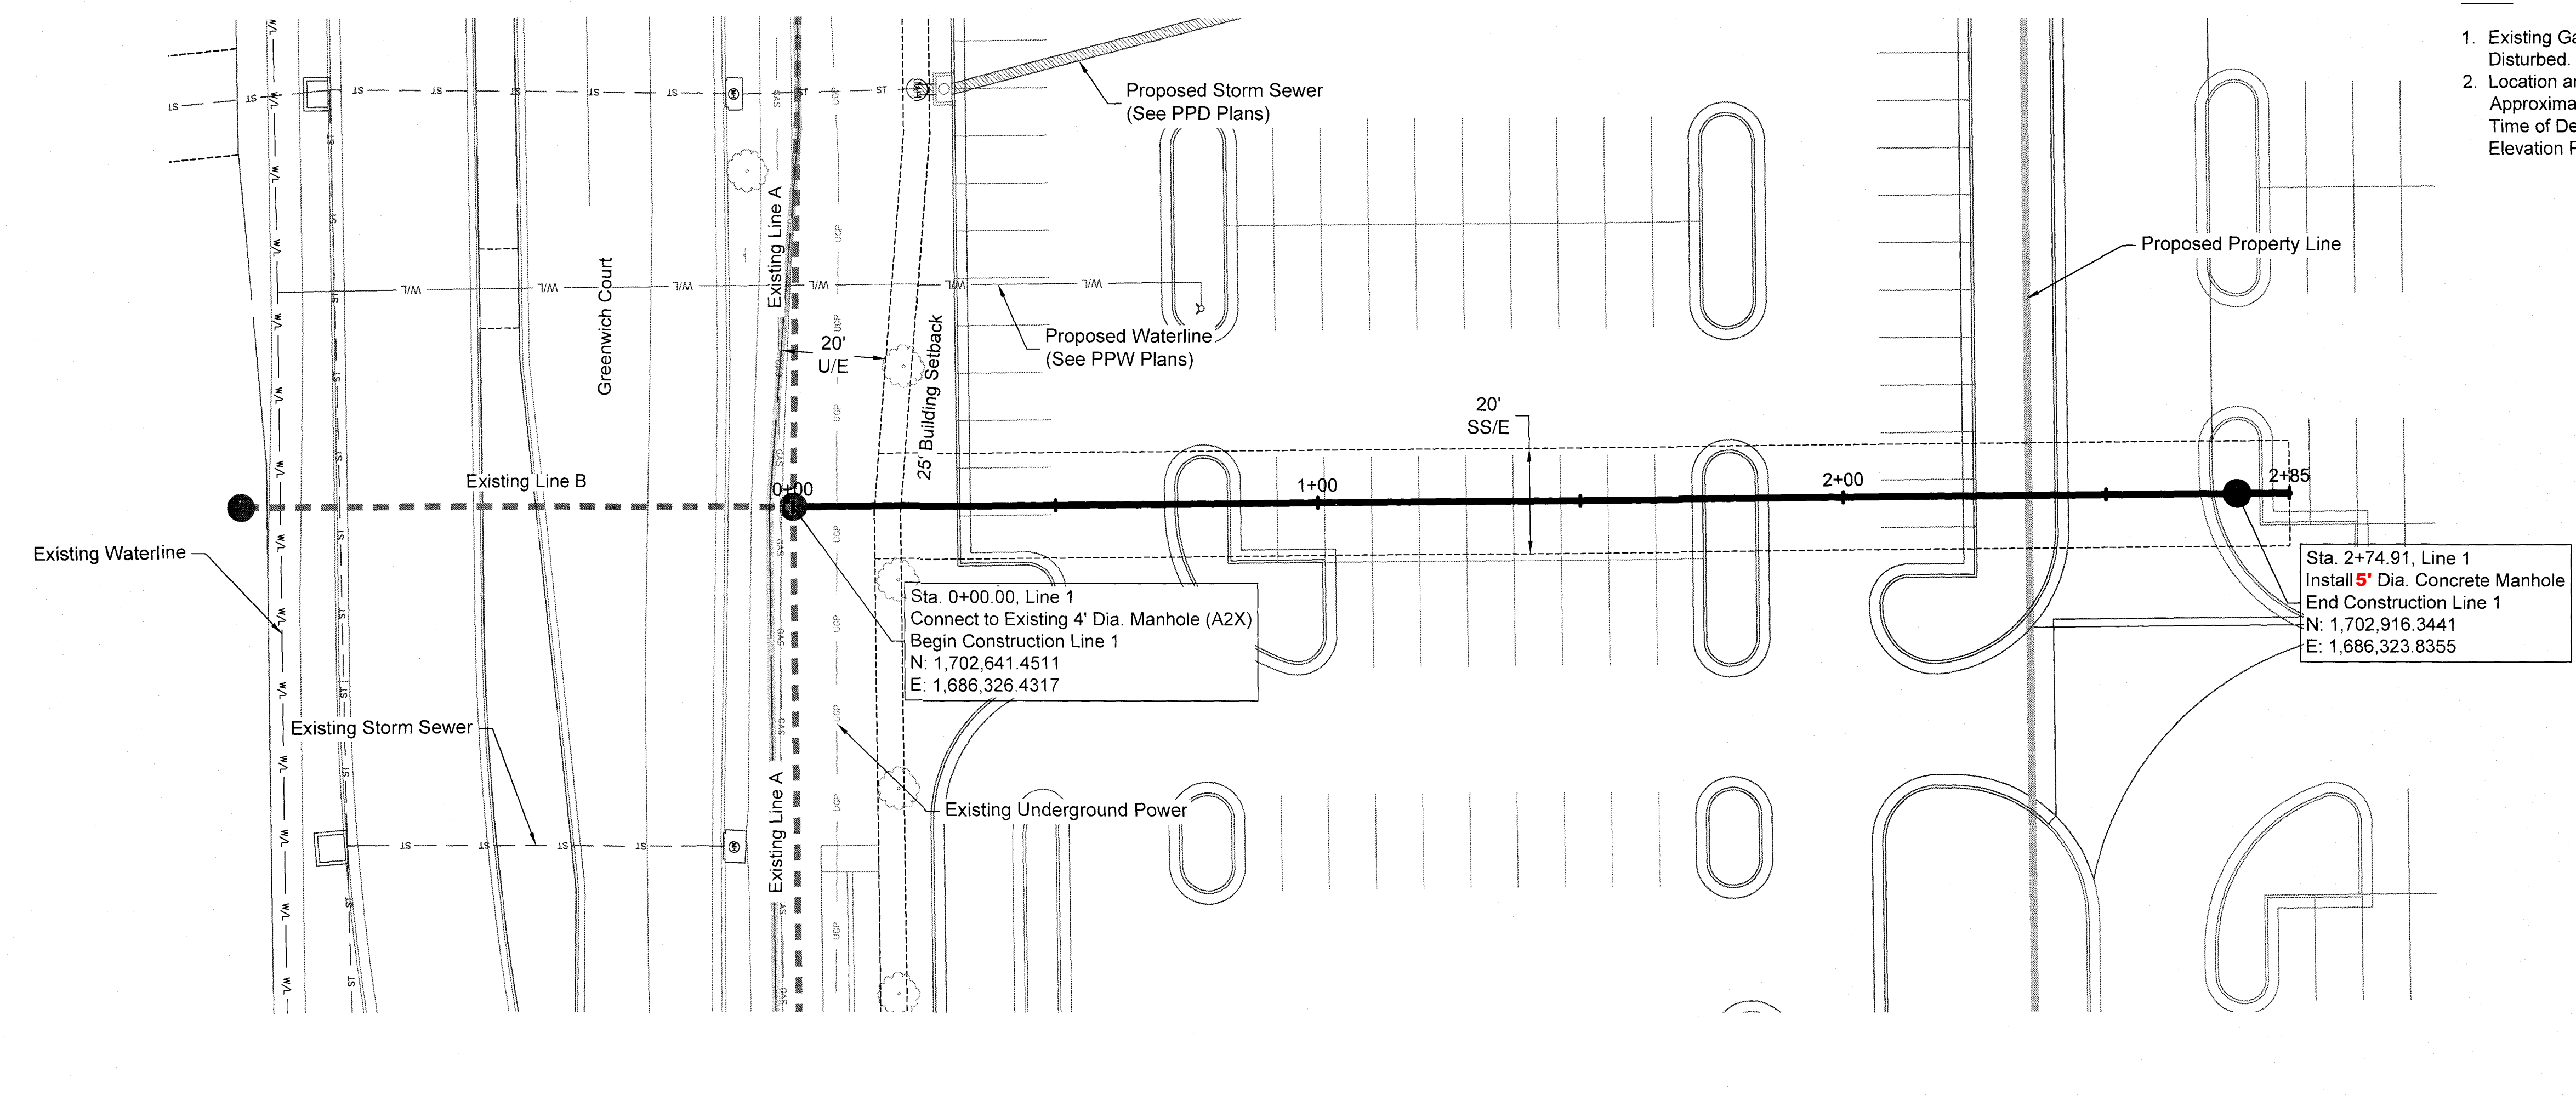 1. Existing Ga
Disturbed.
2. Location ar
Approxima
Time of De
Elevation F
Proposed Storm Sewer
(See PPD Plans)
Existing Line A
Greenwich Court
Proposed Property Line
Proposed Waterline
(See PPW Plans)
20'
U/E
25' Building Setback
20'
SS/E
Existing Line B
0+00
1+00
2+00
2+85
Existing Waterline
Sta. 0+00.00, Line 1
Connect to Existing 4' Dia. Manhole (A2X)
Begin Construction Line 1
N: 1,702,641.4511
E: 1,686,326.4317
Sta. 2+74.91, Line 1
Install 5' Dia. Concrete Manhole
End Construction Line 1
N: 1,702,916.3441
E: 1,686,323.8355
Existing Storm Sewer
Existing Line A
Existing Underground Power
W/L
ST
GAS
UGP
MH